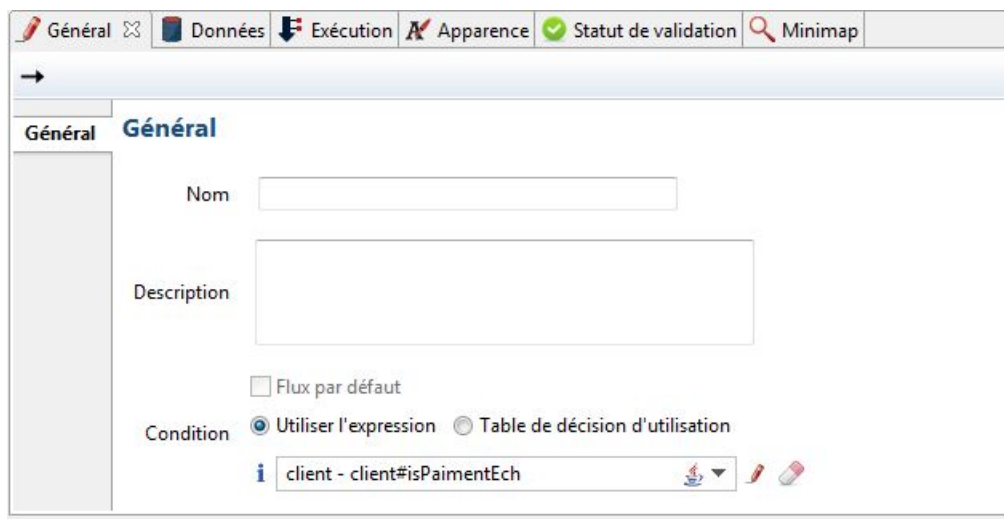 Général Données Exécution Apparence Statut de validation Minimap
Général Général
Nom
Description
Flux par défaut
Condition Utiliser l'expression Table de décision d'utilisation
client - client#isPaimentEch